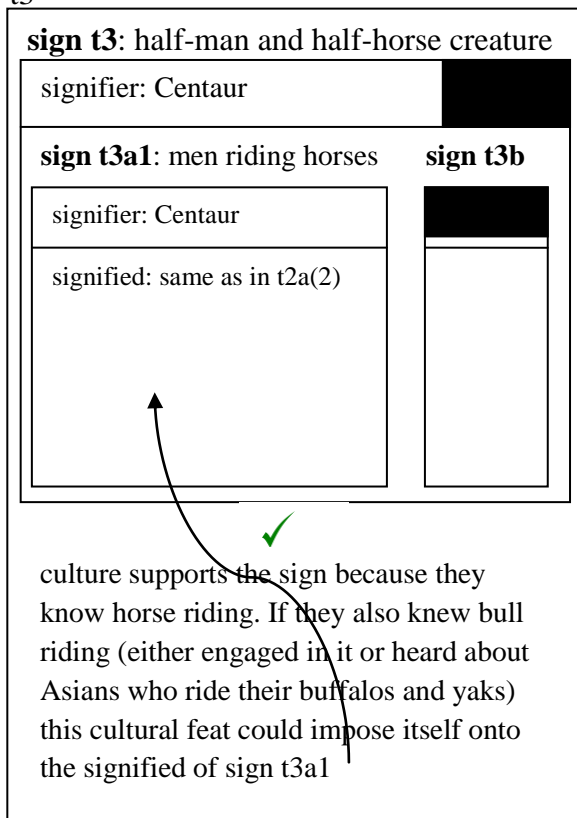 sign t3: half-man and half-horse creature
signifier: Centaur
sign t3a1: men riding horses
sign t3b
signifier: Centaur
signified: same as in t2a(2)
culture supports the sign because they
know horse riding. If they also knew bull
riding (either engaged in it or heard about
Asians who ride their buffalos and yaks)
this cultural feat could impose itself onto
the signified of sign t3a1